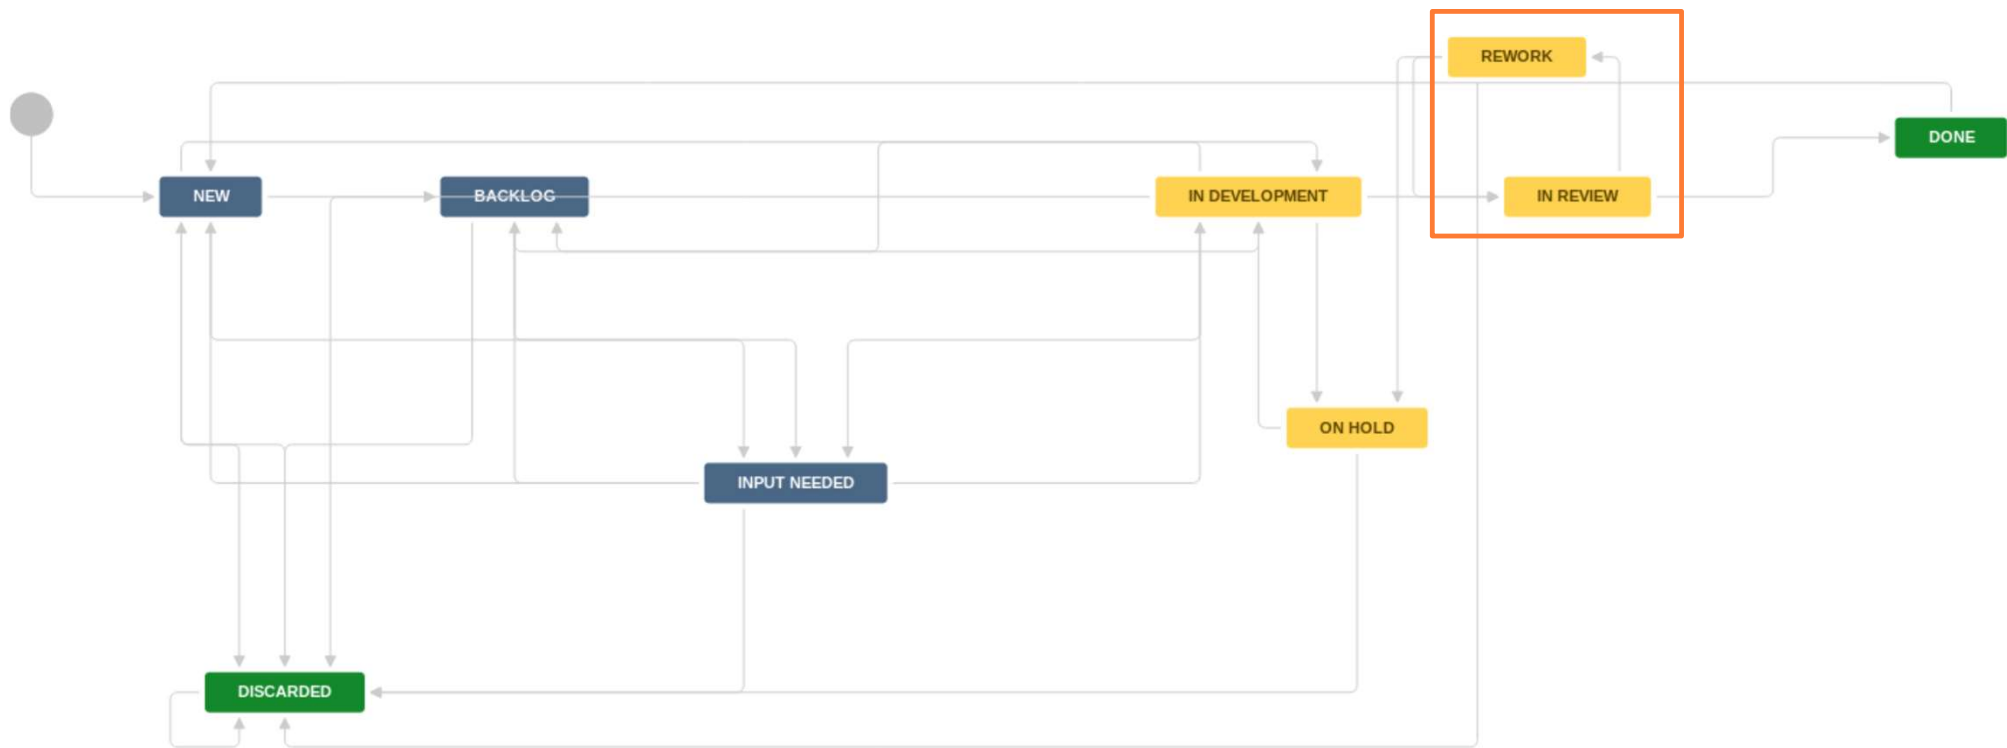 REWORK
DONE
NEW
BACKLOG
IN DEVELOPMENT
IN REVIEW
ON HOLD
INPUT NEEDED
DISCARDED